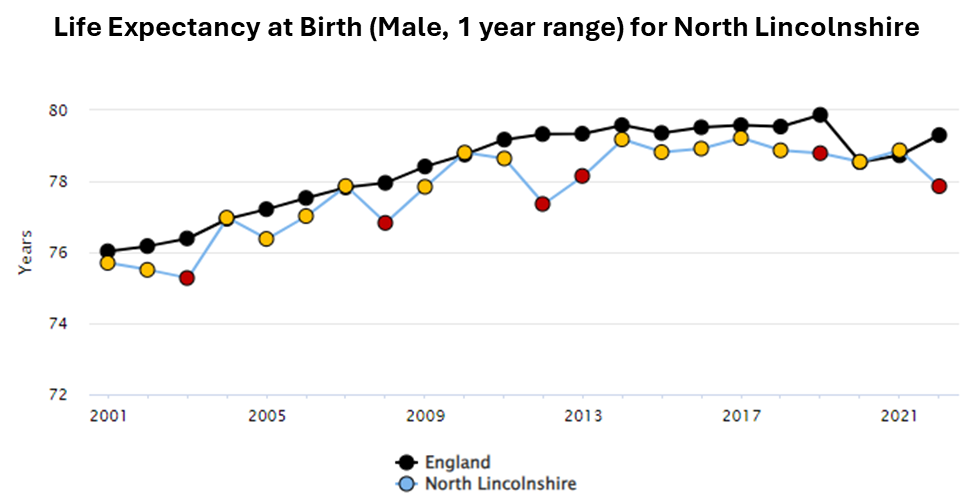 Life Expectancy at Birth (Male, 1 year range) for North Lincolnshire
80
78
76
74
72
Years
2001 2005 2009 2013 2017 2021
England
North Lincolnshire